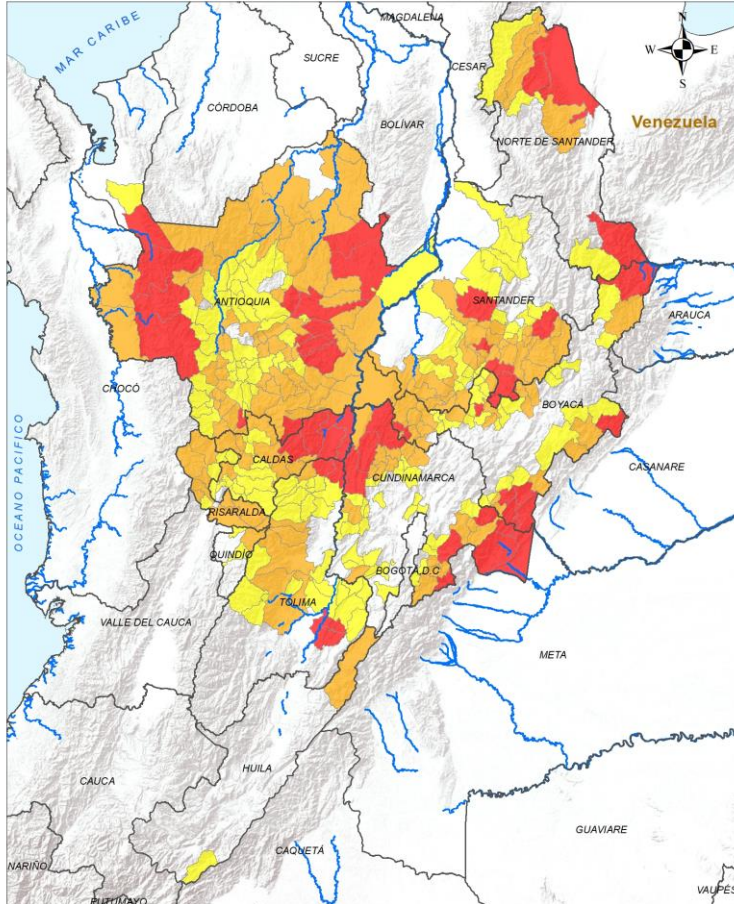 MAGDALENA
MAR CARIBE
SUCRE
CESAR
N
W E
S
CÓRDOBA
BOLÍVAR
Venezuela
NORTE DE SANTANDER
ANTIOQUIA
SANTANDER
ARAUCA
CHOCÓ
BOYACÁ
OCEANO PACIFICO
CALDAS
CUNDINAMARCA
CASANARE
RISARALDA
QUINDÍO
BOGOTÁ, D.C
TOLIMA
VALLE DEL CAUCA
META
HUILA
CAUCA
GUAVIARE
CAQUETÁ
NARIÑO
PUTUMAYO
VAUPÉS